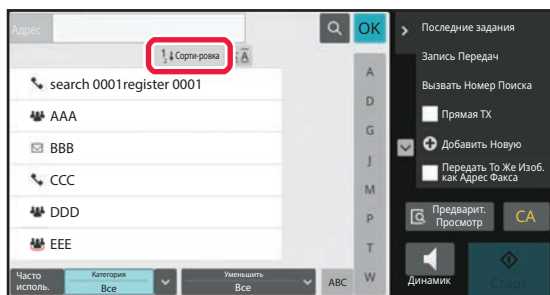 Адрес
OK
Сорти-ровка
search 0001register 0001
AAA
BBB
CCC
DDD
EEE
A
D
G
J
M
P
T
W
Часто
исполь.
Категория
Все
Уменьшить
Все
ABC
Последние задания
Запись Передач
Вызвать Номер Поиска
Прямая TX
Добавить Новую
Передать То Же Изоб.
как Адрес Факса
Предварит.
Просмотр
CA
Динамик
Старт